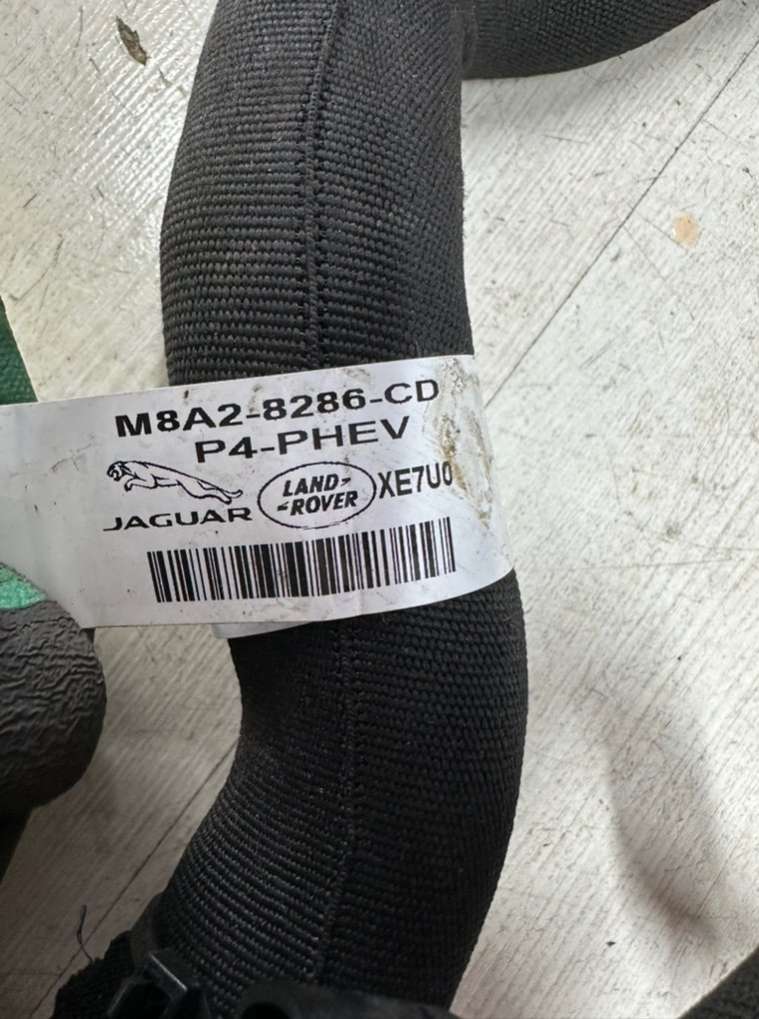 M8A2-8286-CD
P4-PHEV
JAGUAR
LAND-
-ROVER
XE7U0